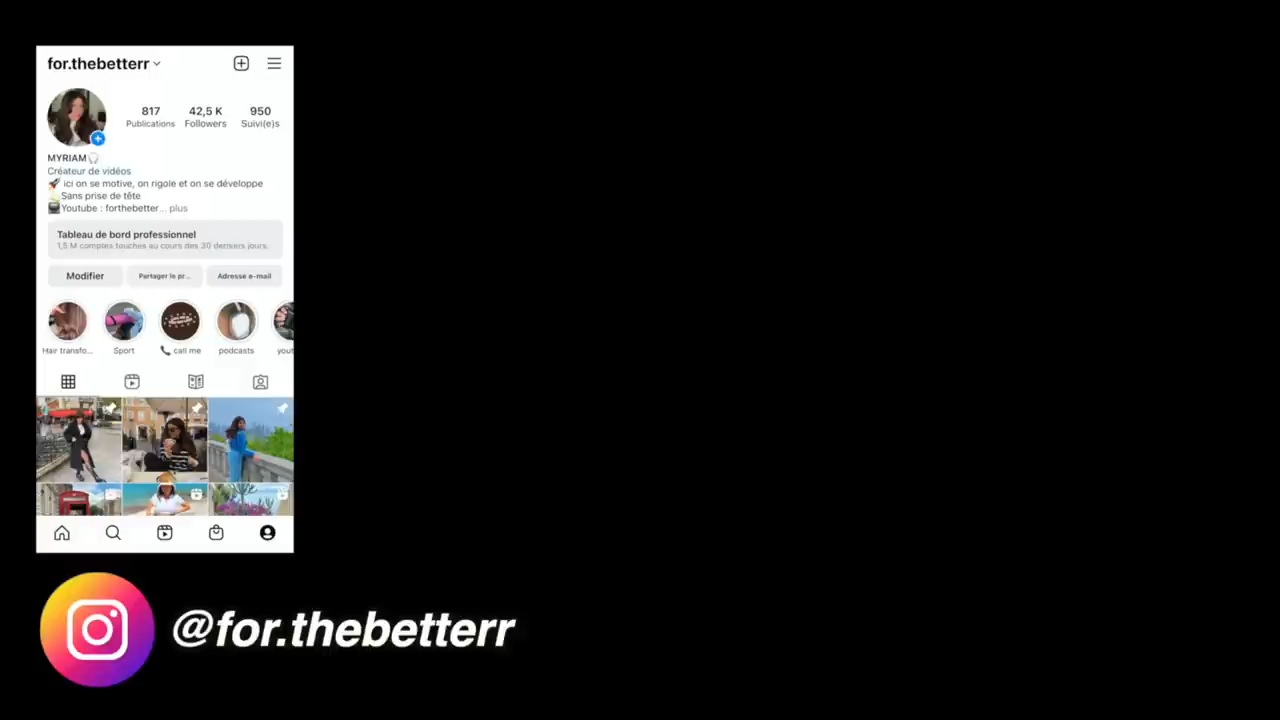 for.thebetterr
817 42,5 K 950
Publications Followers Suivi(e)s
MYRIAM
Créateur de vidéos
🚀 ici on se motive, on rigole et on se développe
Sans prise de tête
Youtube : forthebetter... plus
Tableau de bord professionnel
1,5 M comptes touchés au cours des 30 derniers jours.
Modifier Partager le pr... Adresse e-mail
Hair transfo... Sport 📞 call me podcasts yout
@for.thebetterr